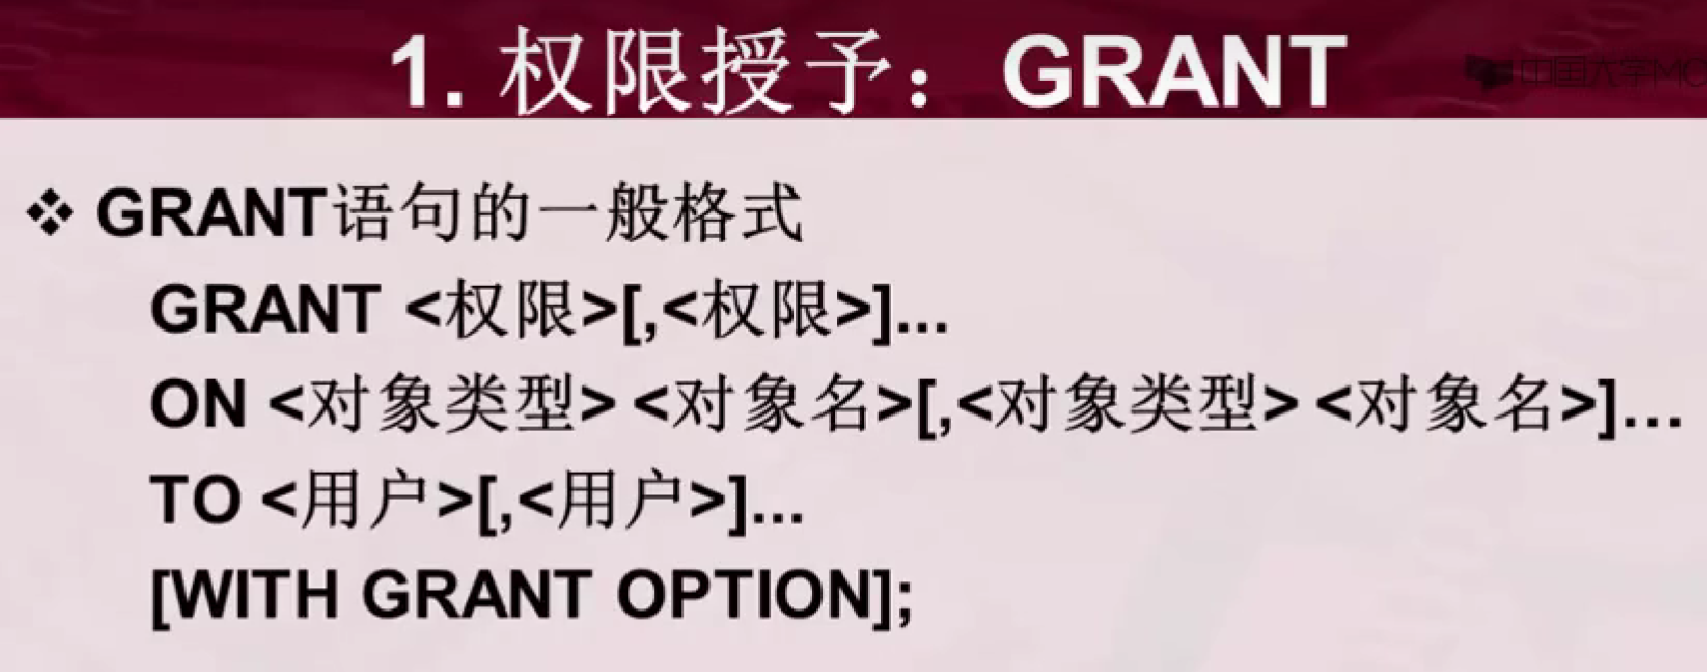 1. 权限授予：GRANT
中国大学MO
❖ GRANT语句的一般格式
GRANT <权限>[,<权限>]...
ON <对象类型> <对象名>[,<对象类型> <对象名>]...
TO <用户>[,<用户>]...
[WITH GRANT OPTION];